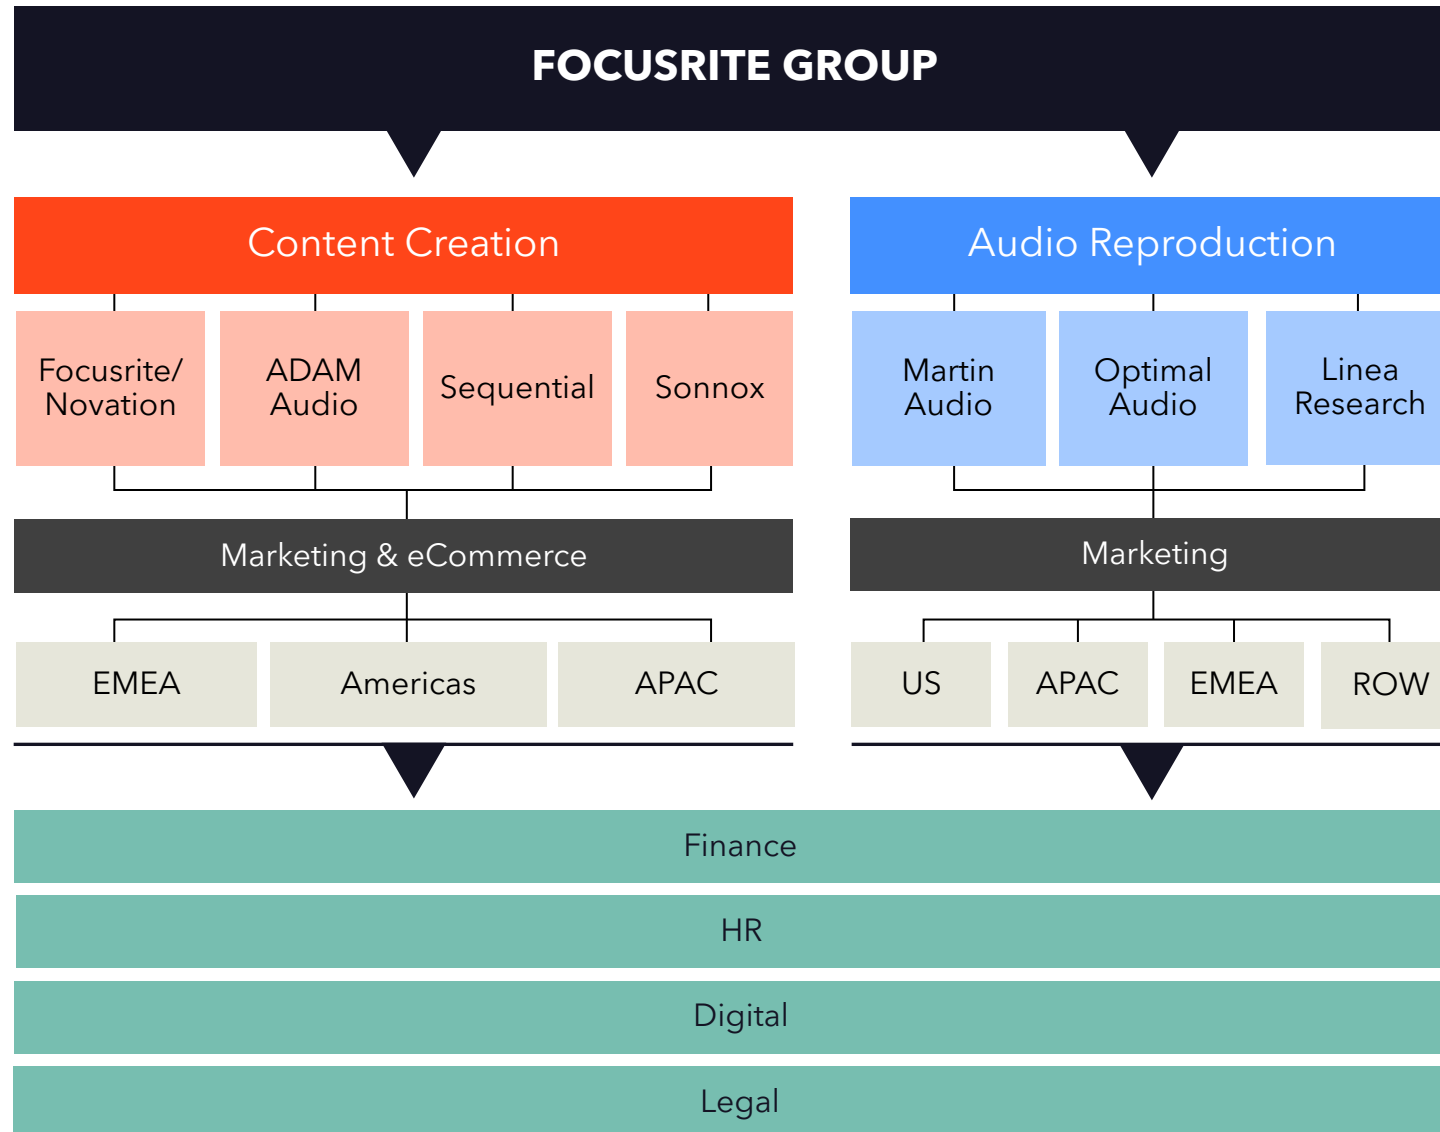 FOCUSRITE GROUP
Content Creation
Audio Reproduction
Focusrite/
Novation
ADAM
Audio
Sequential
Sonnox
Martin
Audio
Optimal
Audio
Linea
Research
Marketing & eCommerce
Marketing
EMEA
Americas
APAC
US
APAC
EMEA
ROW
Finance
HR
Digital
Legal